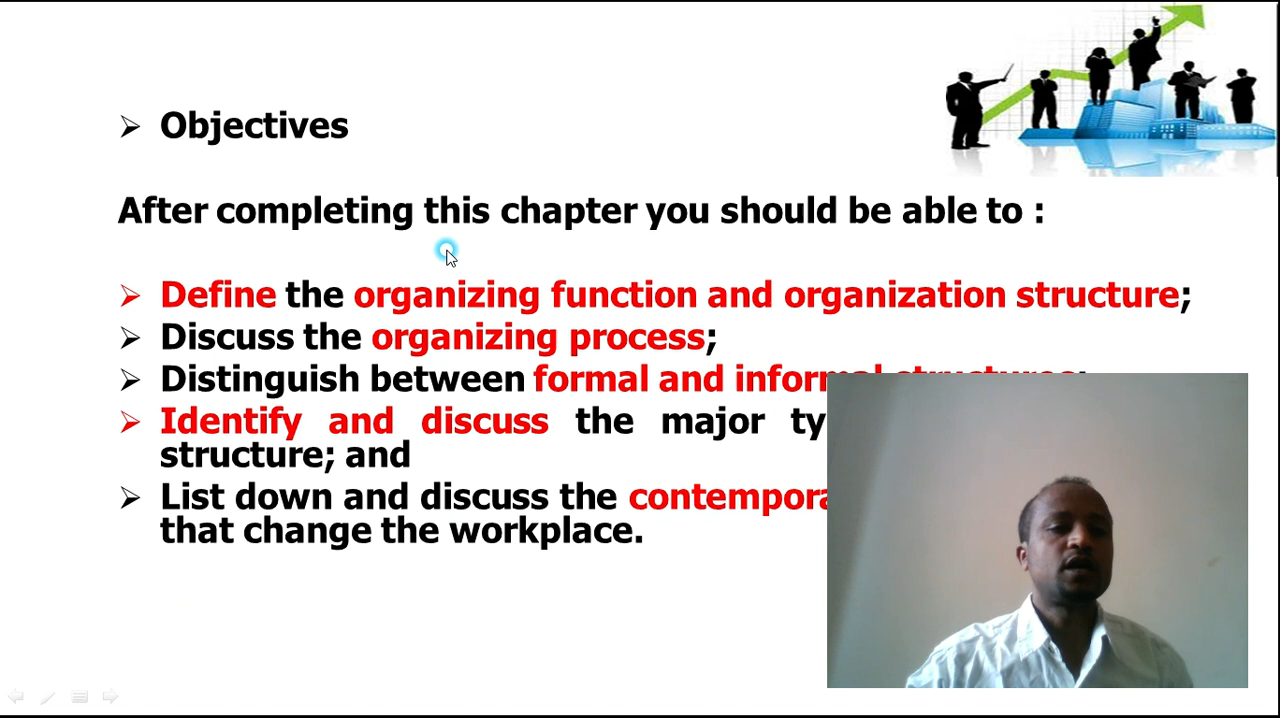 Objectives
After completing this chapter you should be able to :
Define the organizing function and organization structure;
Discuss the organizing process;
Distinguish between formal and informal structures;
Identify and discuss the major
structure; and
List down and discuss the
that change the workplace.